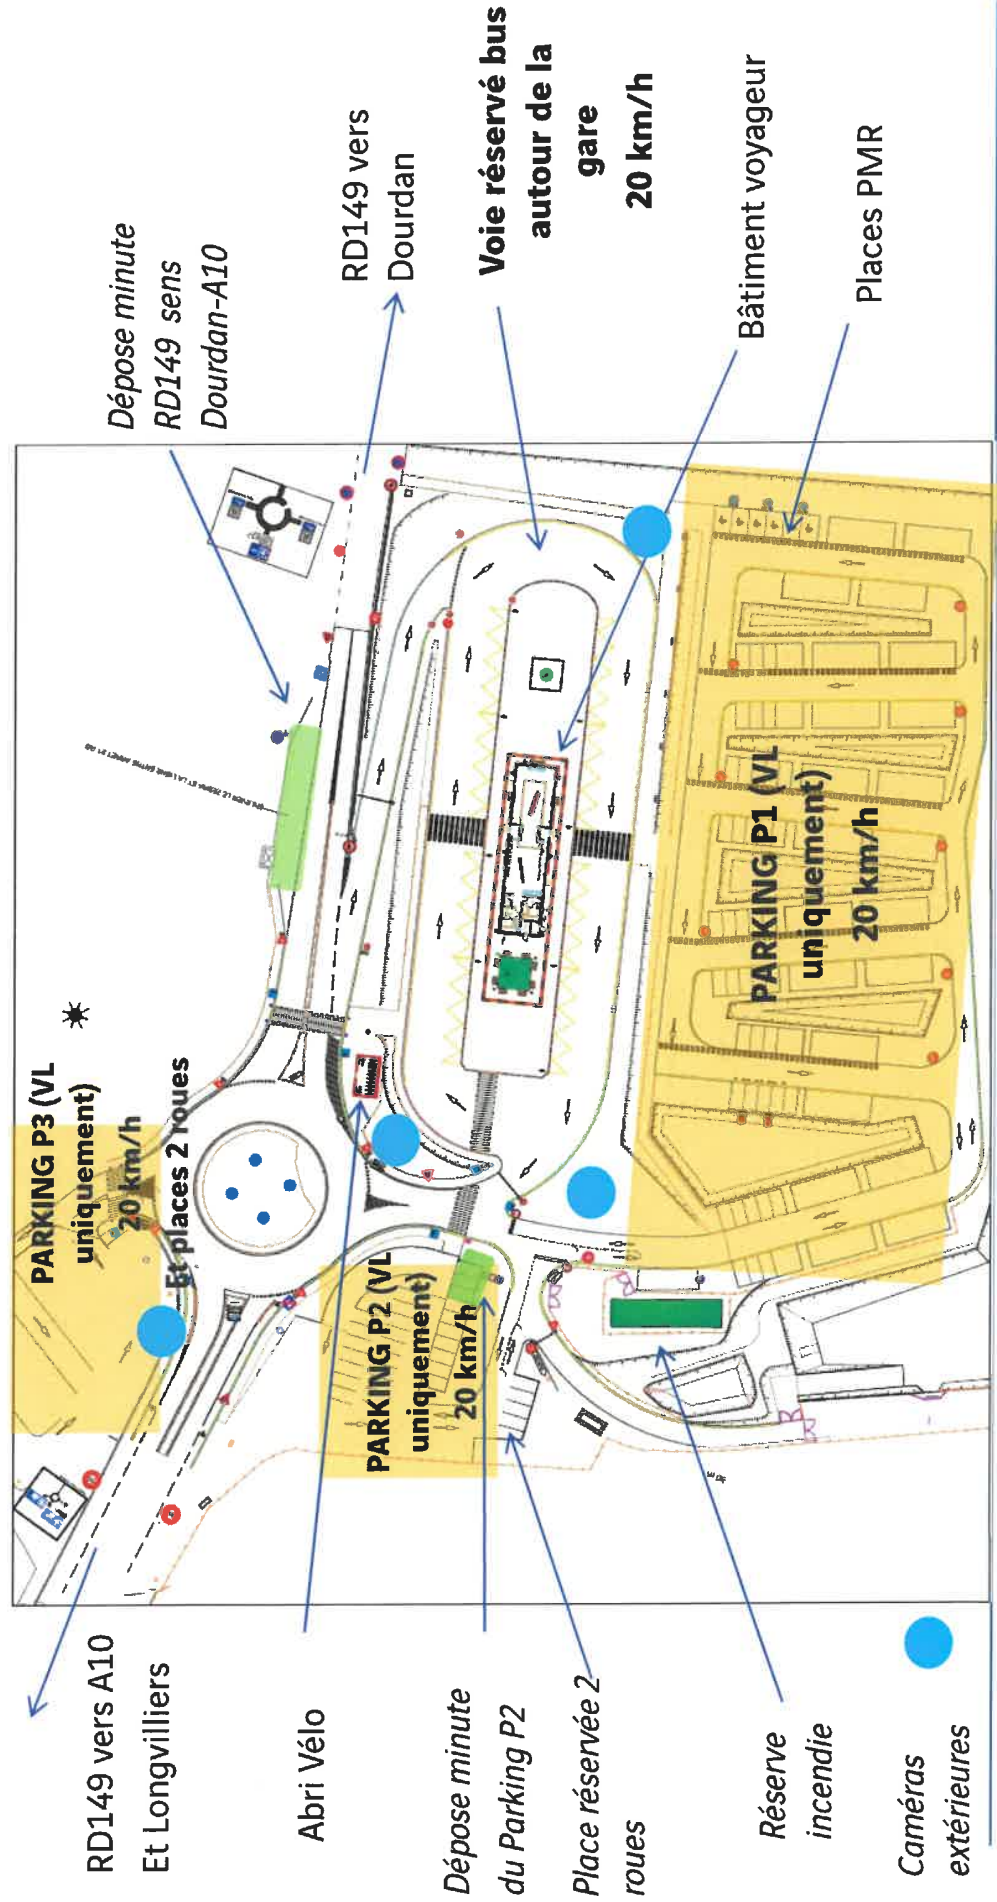 RD149 vers A10
Et Longvilliers
Abri Vélo
Dépose minute
du Parking P2
Place réservée 2
roues
Réserve
incendie
Caméras
extérieures
PARKING P3 (VL
uniquement)
20 km/h
Et places 2 roues
PARKING P2 (VL
uniquement)
20 km/h
PARKING P1 (VL
uniquement)
20 km/h
Dépose minute
RD149 sens
Dourdan-A10
RD149 vers
Dourdan
Voie réservé bus
autour de la
gare
20 km/h
Bâtiment voyageur
Places PMR